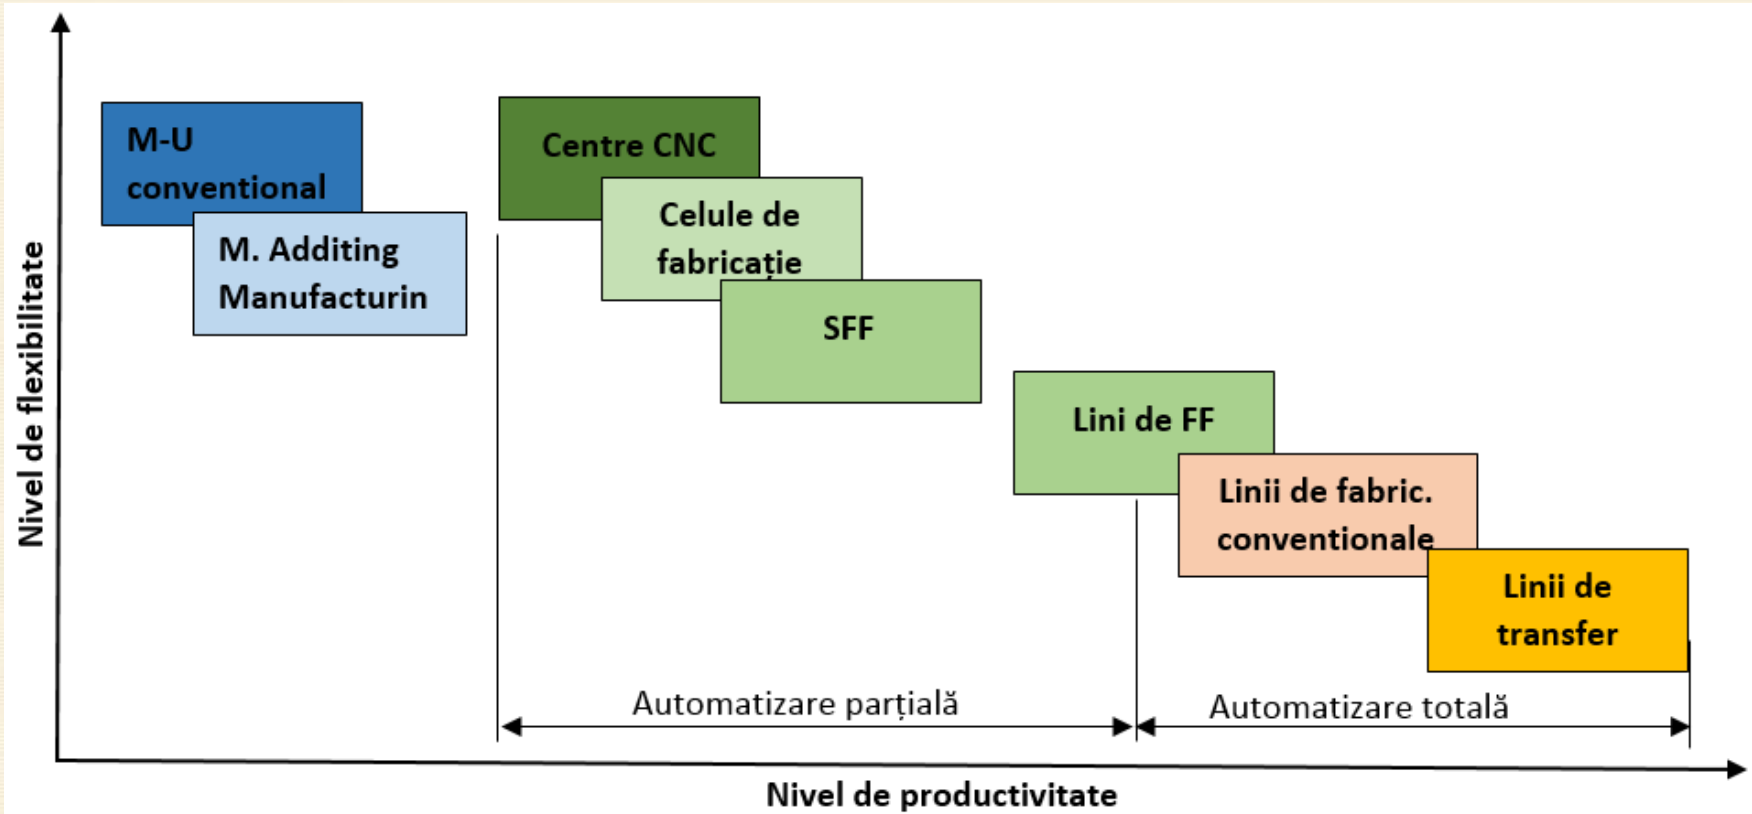 Nivel de flexibilitate
M-U
conventional
M. Additing
Manufacturin
Centre CNC
Celule de
fabricație
SFF
Lini de FF
Linii de fabric.
conventionale
Linii de
transfer
Automatizare parțială
Automatizare totală
Nivel de productivitate